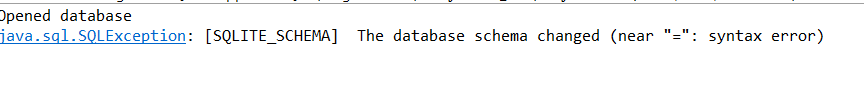 Opened database
java.sql.SQLException: [SQLITE_SCHEMA]  The database schema changed (near "=": syntax error)